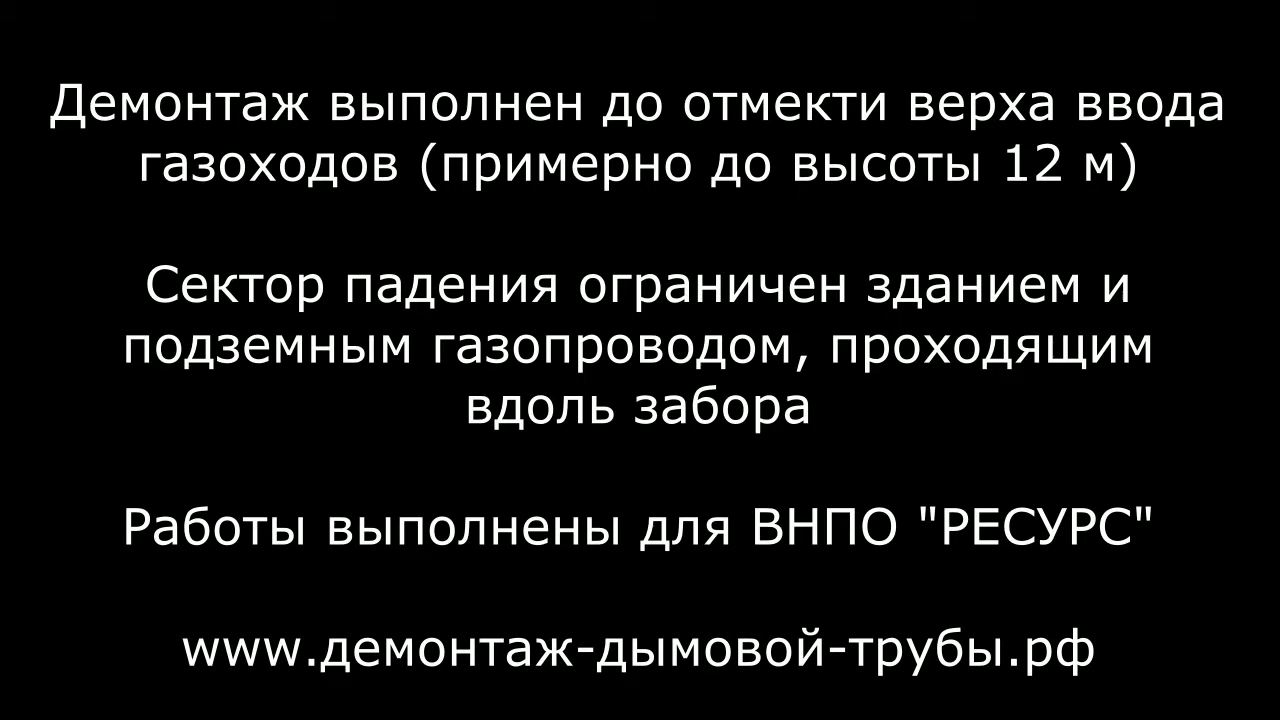 Демонтаж выполнен до отмекти верха ввода
газоходов (примерно до высоты 12 м)
Сектор падения ограничен зданием и
подземным газопроводом, проходящим
вдоль забора
Работы выполнены для ВНПО "РЕСУРС"
www.демонтаж-дымовой-трубы.рф